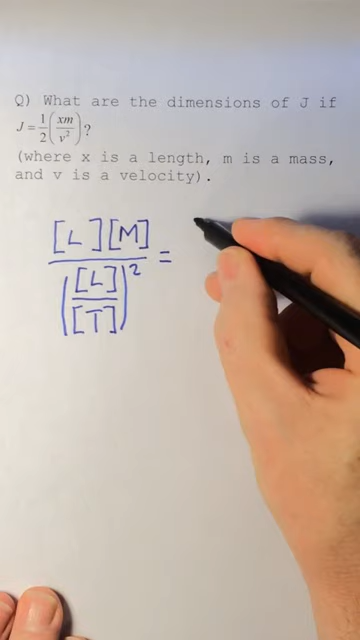 Q) What are the dimensions of J if
J = 1/2 (xm/v²) ?
(where x is a length, m is a mass,
and v is a velocity).
[L][M] / ([L]/[T])² =